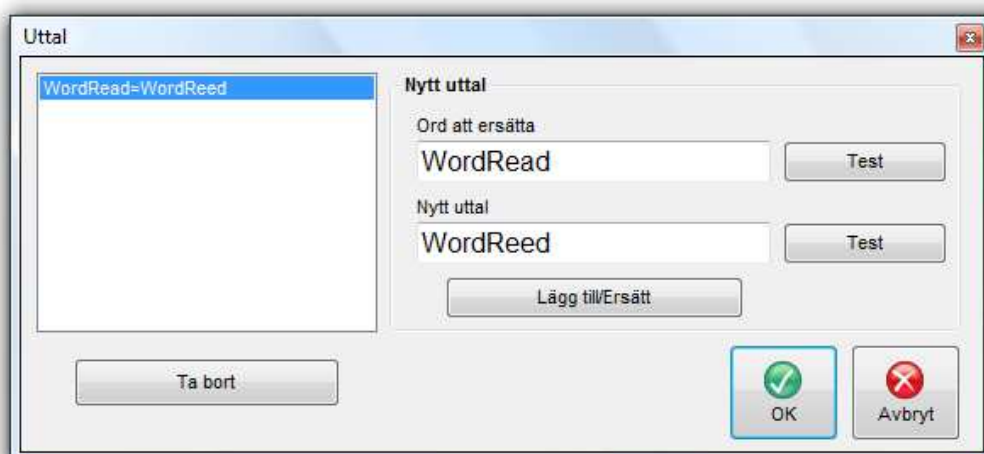 Uttal
WordRead=WordReed
Nytt uttal
Ord att ersätta
WordRead
Test
Nytt uttal
WordReed
Test
Lägg till/Ersätt
Ta bort
OK
Avbryt